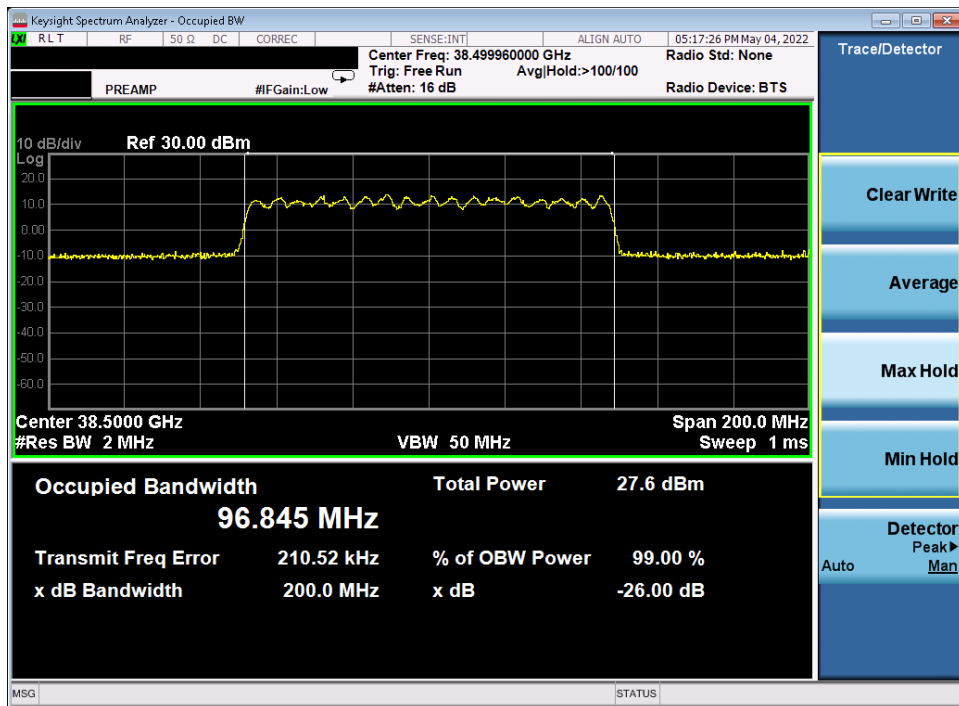 Keysight Spectrum Analyzer - Occupied BW
LXI RLT RF 50 Ω DC CORREC SENSE:INT ALIGN AUTO 05:17:26 PM May 04, 2022
Center Freq: 38.499960000 GHz Radio Std: None
Trig: Free Run Avg|Hold:>100/100
PREAMP #IFGain:Low #Atten: 16 dB Radio Device: BTS
Trace/Detector
10 dB/div Ref 30.00 dBm
Log
20.0
10.0
0.00
-10.0
-20.0
-30.0
-40.0
-50.0
-60.0
Center 38.5000 GHz Span 200.0 MHz
#Res BW 2 MHz VBW 50 MHz Sweep 1 ms
Occupied Bandwidth Total Power 27.6 dBm
96.845 MHz
Transmit Freq Error 210.52 kHz % of OBW Power 99.00 %
x dB Bandwidth 200.0 MHz x dB -26.00 dB
Clear Write
Average
Max Hold
Min Hold
Detector
Peak▶
Auto Man
MSG STATUS